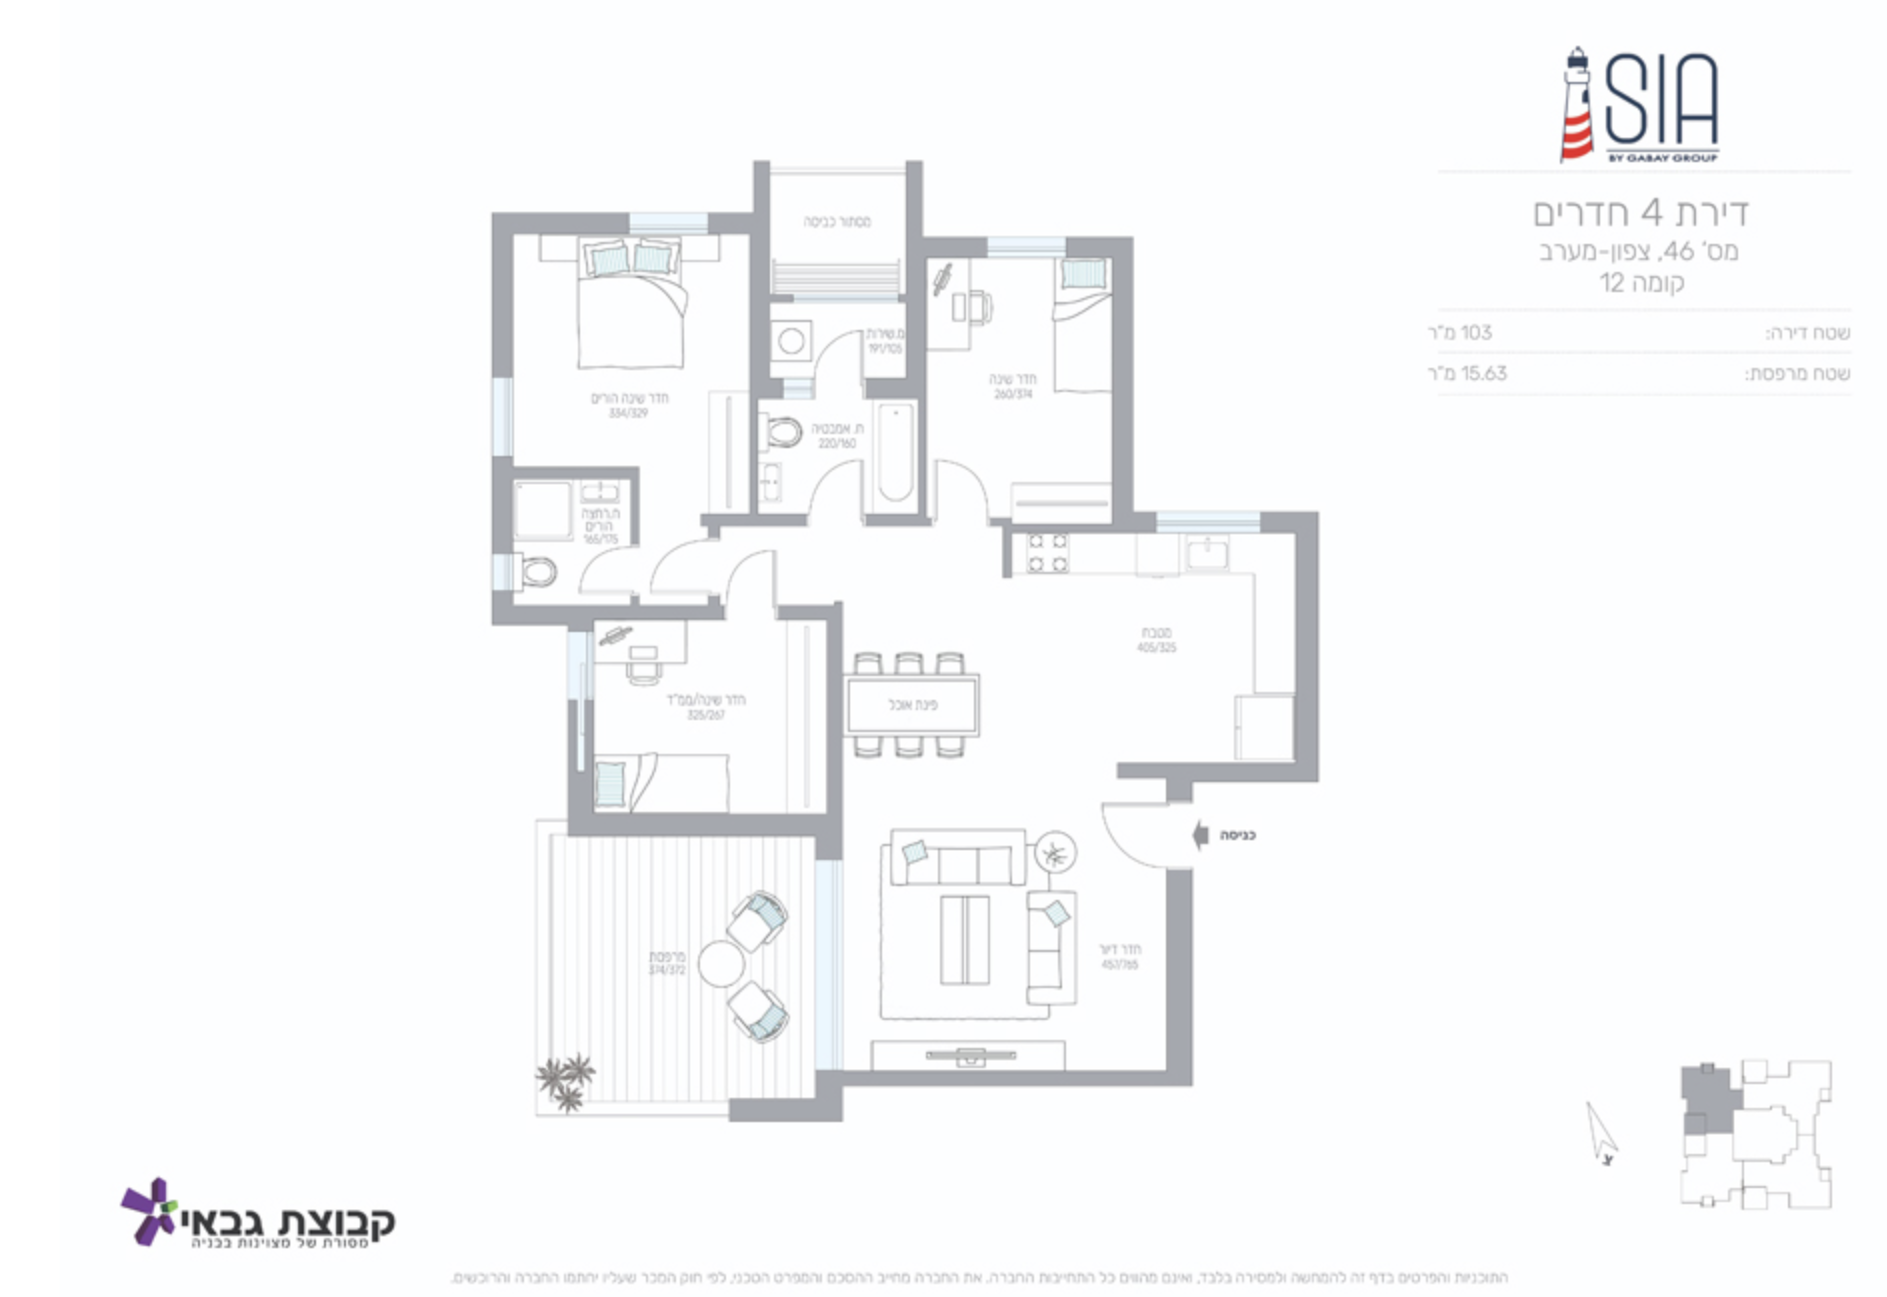 SIA
BY GABAY GROUP
דירת 4 חדרים
מס' 46, צפון-מערב
קומה 12
שטח דירה: 103 מ"ר
שטח מרפסת: 15.63 מ"ר
מסתור כביסה
מ.שירות
191/105
חדר שינה
260/374
חדר שינה הורים
334/329
ח. אמבטיה
220/160
ח.רחצה
הורים
165/175
מטבח
405/325
חדר שינה/ממ"ד
325/267
פינת אוכל
כניסה
חדר דיור
457/765
מרפסת
374/372
צ
קבוצת גבאי
מסורת של מצוינות בבניה
התוכניות והפרטים בדף זה להמחשה ולמסירה בלבד, ואינם מהווים כל התחייבות החברה. את החברה מחייב ההסכם והמפרט הטכני, לפי חוק המכר שעליו יחתמו החברה והרוכשים.